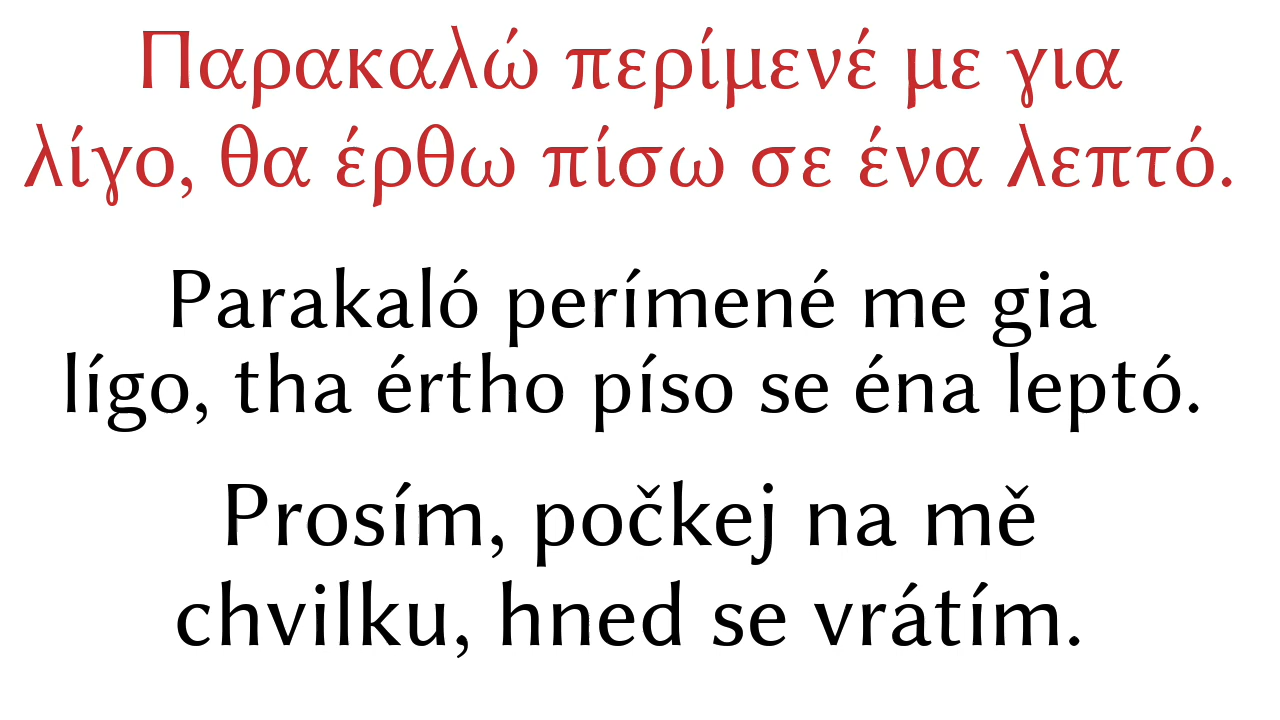 Παρακαλώ περίμενέ με για
λίγο, θα έρθω πίσω σε ένα λεπτό.
Parakaló perímené me gia
lígo, tha értho píso se éna leptó.
Prosím, počkej na mě
chvilku, hned se vrátím.